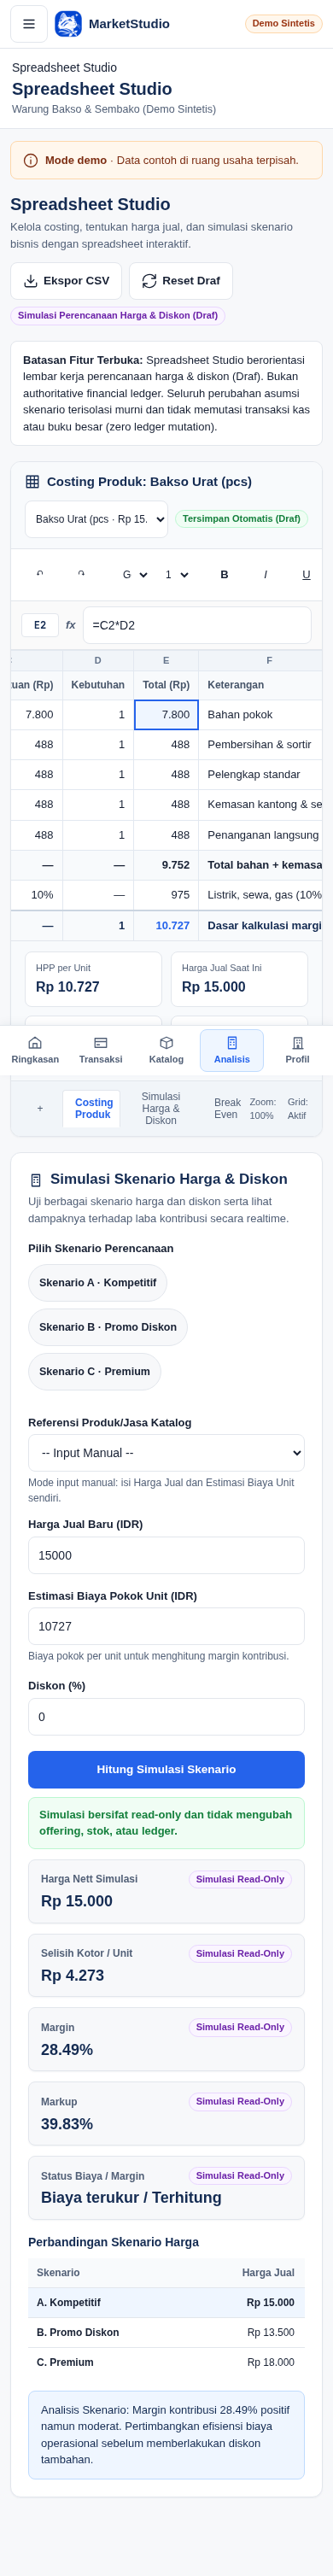 MarketStudio
Demo Sintetis
Spreadsheet Studio
Spreadsheet Studio
Warung Bakso & Sembako (Demo Sintetis)
Mode demo · Data contoh di ruang usaha terpisah.
Spreadsheet Studio
Kelola costing, tentukan harga jual, dan simulasi skenario
bisnis dengan spreadsheet interaktif.
Ekspor CSV
Reset Draf
Simulasi Perencanaan Harga & Diskon (Draf)
Batasan Fitur Terbuka: Spreadsheet Studio berorientasi
lembar kerja perencanaan harga & diskon (Draf). Bukan
authoritative financial ledger. Seluruh perubahan asumsi
skenario terisolasi murni dan tidak memutasi transaksi kas
atau buku besar (zero ledger mutation).
Costing Produk: Bakso Urat (pcs)
Bakso Urat (pcs · Rp 15.
Tersimpan Otomatis (Draf)
G 1 B I U
E2 fx =C2*D2
D E F
uan (Rp) Kebutuhan Total (Rp) Keterangan
7.800 1 7.800 Bahan pokok
488 1 488 Pembersihan & sortir
488 1 488 Pelengkap standar
488 1 488 Kemasan kantong & se
488 1 488 Penanganan langsung
— — 9.752 Total bahan + kemasa
10% — 975 Listrik, sewa, gas (10%
— 1 10.727 Dasar kalkulasi margi
HPP per Unit
Rp 10.727
Harga Jual Saat Ini
Rp 15.000
Ringkasan Transaksi Katalog Analisis Profil
+
Costing
Produk
Simulasi
Harga &
Diskon
Break
Even
Zoom:
100%
Grid:
Aktif
Simulasi Skenario Harga & Diskon
Uji berbagai skenario harga dan diskon serta lihat
dampaknya terhadap laba kontribusi secara realtime.
Pilih Skenario Perencanaan
Skenario A · Kompetitif
Skenario B · Promo Diskon
Skenario C · Premium
Referensi Produk/Jasa Katalog
-- Input Manual --
Mode input manual: isi Harga Jual dan Estimasi Biaya Unit
sendiri.
Harga Jual Baru (IDR)
15000
Estimasi Biaya Pokok Unit (IDR)
10727
Biaya pokok per unit untuk menghitung margin kontribusi.
Diskon (%)
0
Hitung Simulasi Skenario
Simulasi bersifat read-only dan tidak mengubah
offering, stok, atau ledger.
Harga Nett Simulasi
Simulasi Read-Only
Rp 15.000
Selisih Kotor / Unit
Simulasi Read-Only
Rp 4.273
Margin
Simulasi Read-Only
28.49%
Markup
Simulasi Read-Only
39.83%
Status Biaya / Margin
Simulasi Read-Only
Biaya terukur / Terhitung
Perbandingan Skenario Harga
Skenario Harga Jual
A. Kompetitif Rp 15.000
B. Promo Diskon Rp 13.500
C. Premium Rp 18.000
Analisis Skenario: Margin kontribusi 28.49% positif
namun moderat. Pertimbangkan efisiensi biaya
operasional sebelum memberlakukan diskon
tambahan.